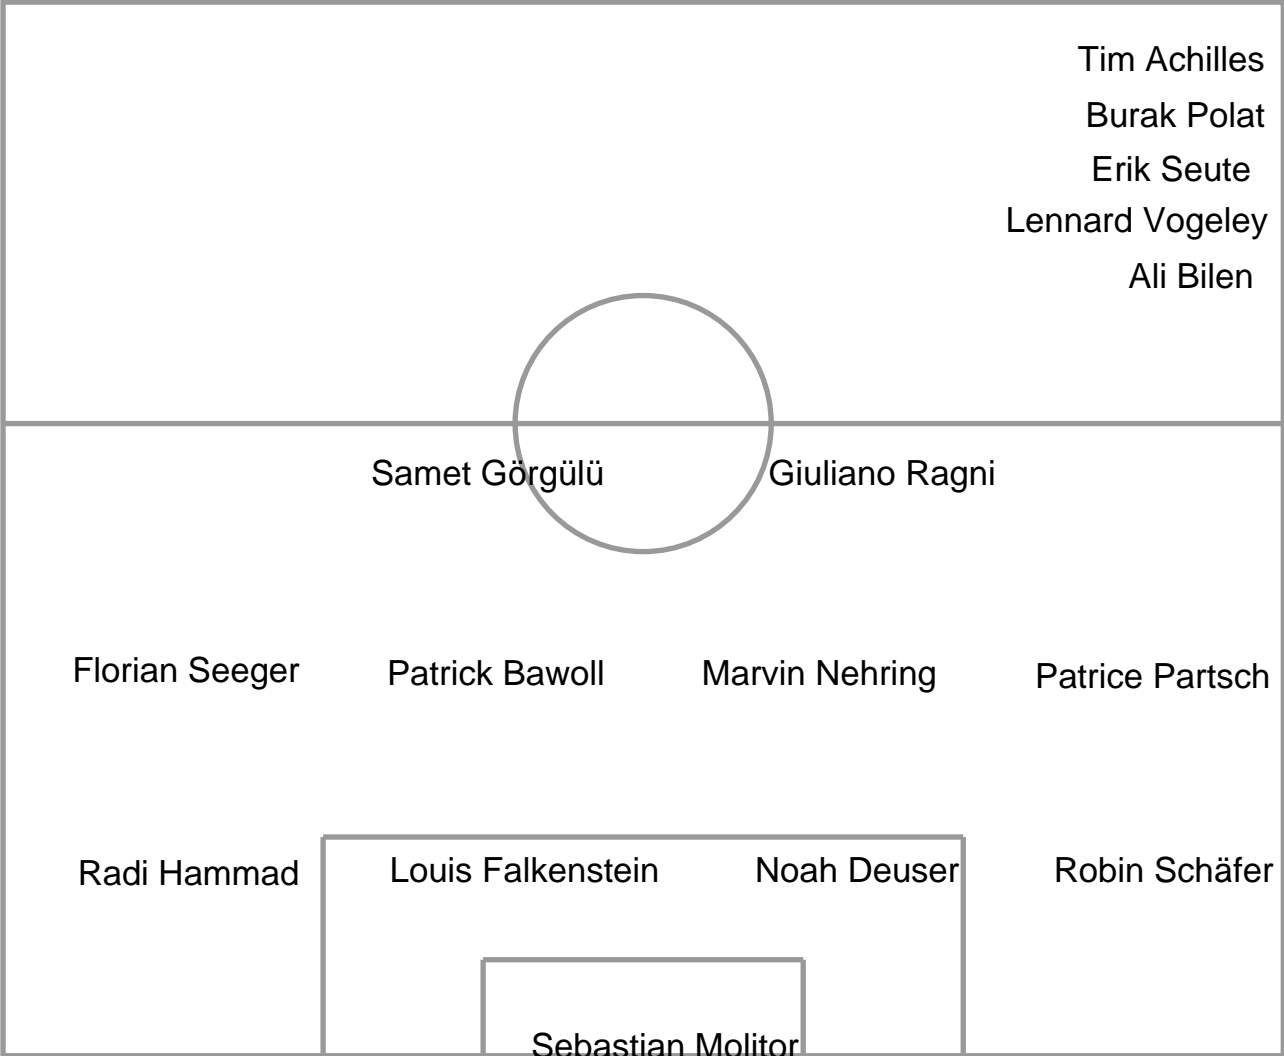 Tim Achilles
Burak Polat
Erik Seute
Lennard Vogeley
Ali Bilen
Samet Görgülü Giuliano Ragni
Florian Seeger Patrick Bawoll Marvin Nehring Patrice Partsch
Radi Hammad Louis Falkenstein Noah Deuser Robin Schäfer
Sebastian Molitor